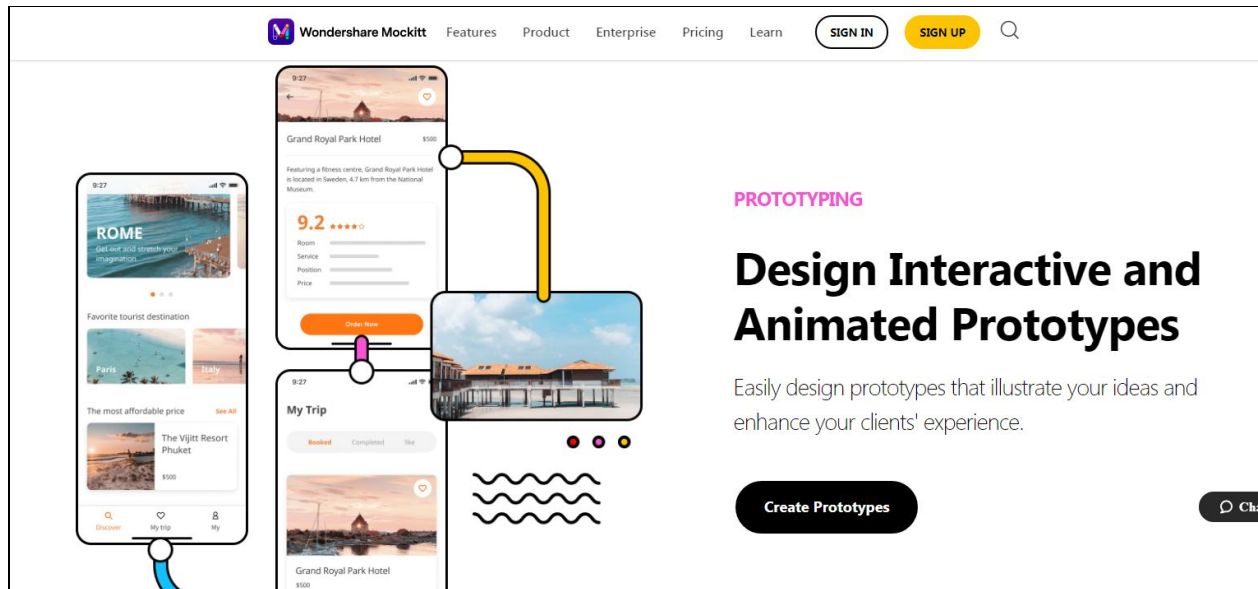 Wondershare Mockitt
Features
Product
Enterprise
Pricing
Learn
SIGN IN
SIGN UP
9:27
Grand Royal Park Hotel
$500
Featuring a fitness centre, Grand Royal Park Hotel
is located in Sweden, 4.7 km from the National
Museum.
9.2
Room
Service
Position
Price
Order Now
9:27
ROME
Get out and stretch your
imagination
Favorite tourist destination
Paris
Italy
The most affordable price
See All
The Vijitt Resort
Phuket
$500
Discover
My trip
My
9:27
My Trip
Booked
Completed
like
Grand Royal Park Hotel
$500
PROTOTYPING
Design Interactive and
Animated Prototypes
Easily design prototypes that illustrate your ideas and
enhance your clients' experience.
Create Prototypes